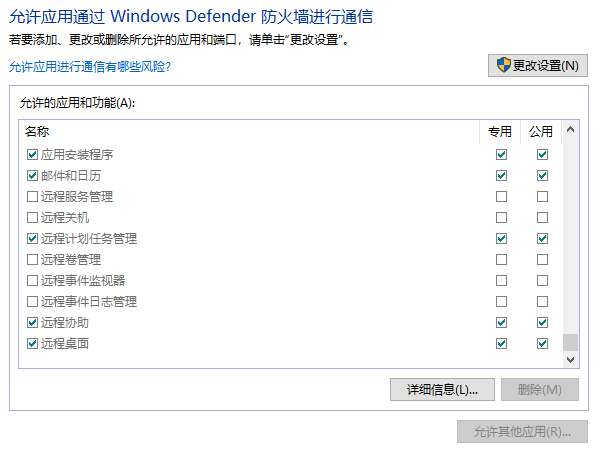 允许应用通过 Windows Defender 防火墙进行通信
若要添加、更改或删除所允许的应用和端口，请单击"更改设置"。
允许应用进行通信有哪些风险?
更改设置(N)
允许的应用和功能(A):
名称 专用 公用
应用安装程序
邮件和日历
远程服务管理
远程关机
远程计划任务管理
远程卷管理
远程事件监视器
远程事件日志管理
远程协助
远程桌面
详细信息(L)... 删除(M)
允许其他应用(R)...